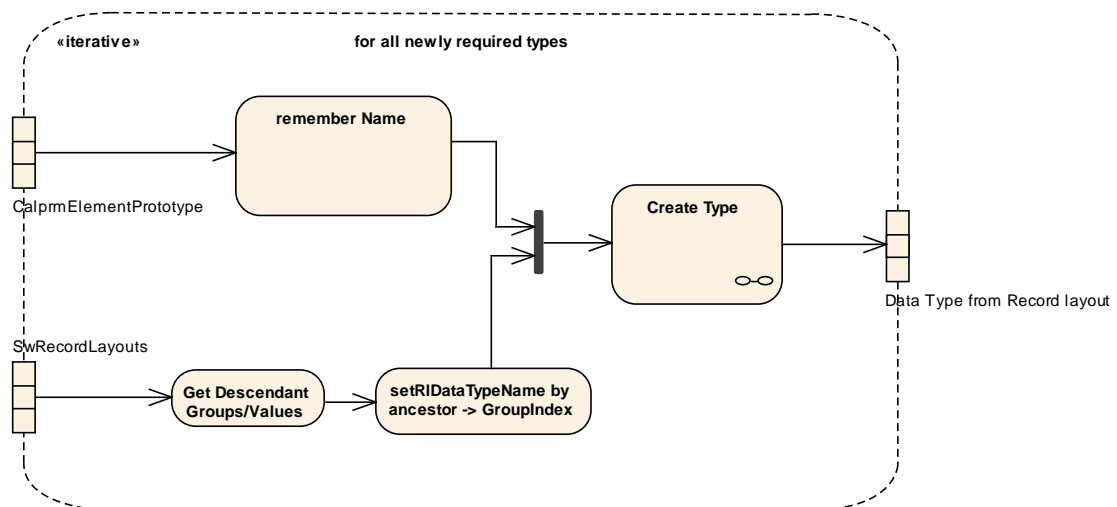 «iterative»
for all newly required types
remember Name
CalprmElementPrototype
Create Type
Data Type from Record layout
SwRecordLayouts
Get Descendant
Groups/Values
setRlDataTypeName by
ancestor -> GroupIndex